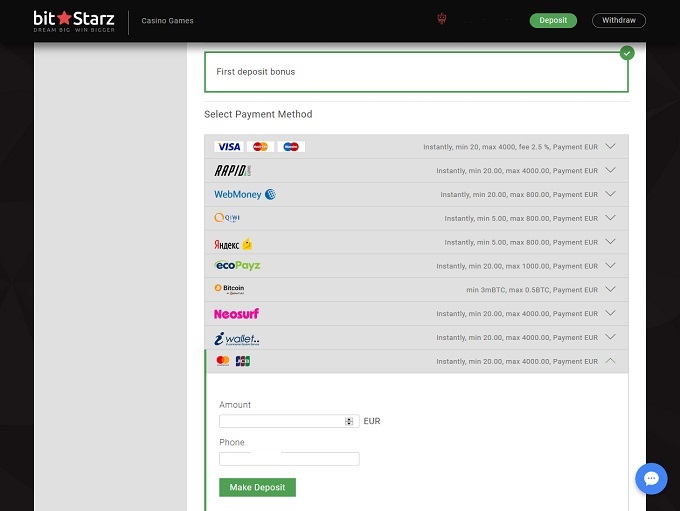 bit Starz
DREAM BIG WIN BIGGER
Casino Games
Deposit
Withdraw
First deposit bonus
Select Payment Method
VISA
Instantly, min 20, max 4000, fee 2.5 %, Payment EUR
RAPID
Instantly, min 20.00, max 4000.00, Payment EUR
WebMoney
Instantly, min 20.00, max 800.00, Payment EUR
QIWI
Instantly, min 5.00, max 800.00, Payment EUR
Яндекс
Instantly, min 5.00, max 800.00, Payment EUR
ecoPayz
Instantly, min 20.00, max 1000.00, Payment EUR
Bitcoin
min 3mBTC, max 0.5BTC, Payment EUR
Neosurf
Instantly, min 20.00, max 4000.00, Payment EUR
i wallet..
Instantly, min 20.00, max 4000.00, Payment EUR
JCB
Instantly, min 20.00, max 4000.00, Payment EUR
Amount
EUR
Phone
Make Deposit